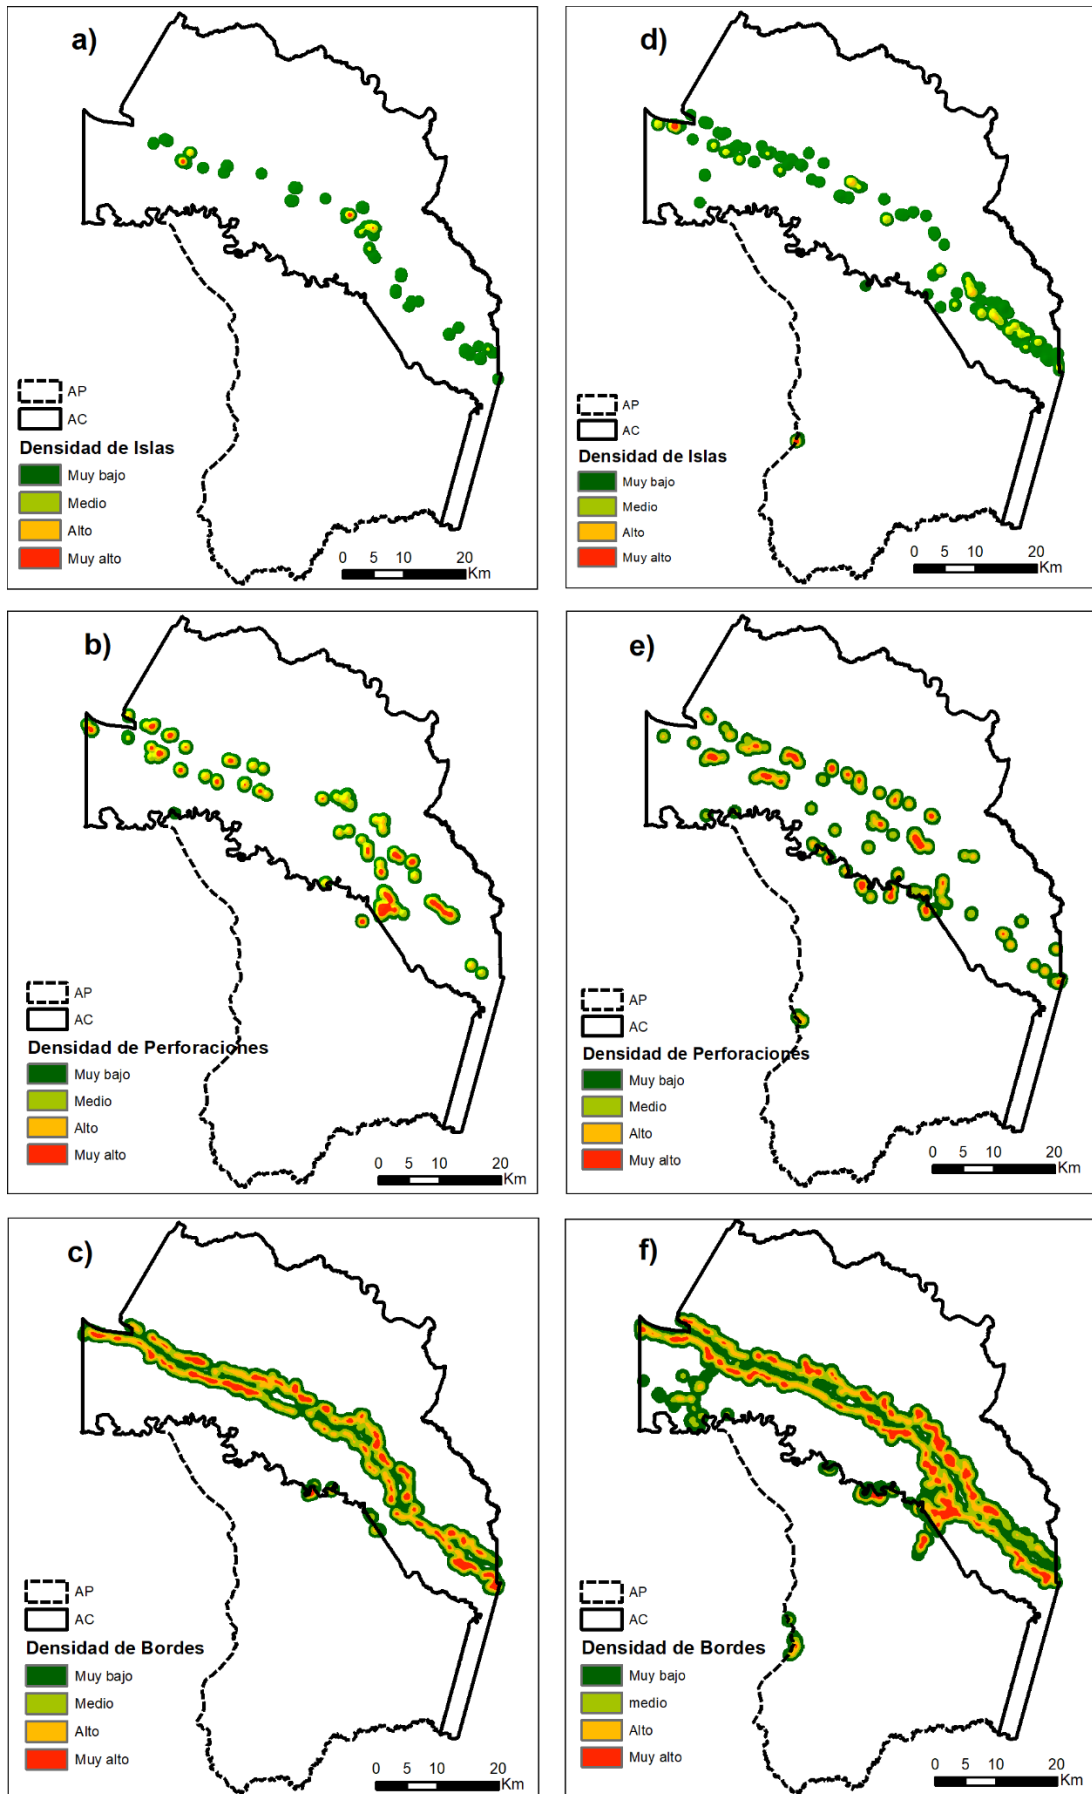 a)
AP
AC
Densidad de Islas
Muy bajo
Medio
Alto
Muy alto
0 5 10 20
Km
d)
AP
AC
Densidad de Islas
Muy bajo
Medio
Alto
Muy alto
0 5 10 20
Km
b)
AP
AC
Densidad de Perforaciones
Muy bajo
Medio
Alto
Muy alto
0 5 10 20
Km
e)
AP
AC
Densidad de Perforaciones
Muy bajo
Medio
Alto
Muy alto
0 5 10 20
Km
c)
AP
AC
Densidad de Bordes
Muy bajo
Medio
Alto
Muy alto
0 5 10 20
Km
f)
AP
AC
Densidad de Bordes
Muy bajo
medio
Alto
Muy alto
0 5 10 20
Km